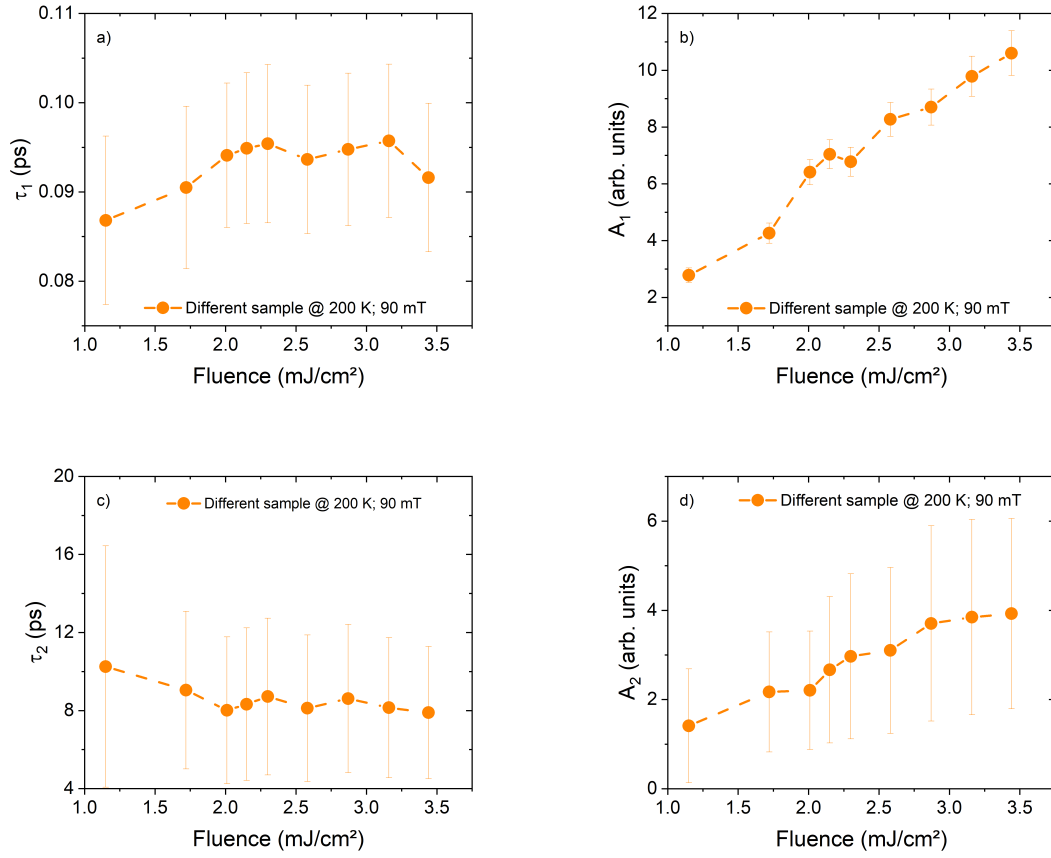 a)
0.11
0.10
0.09
0.08
τ₁ (ps)
Different sample @ 200 K; 90 mT
1.0 1.5 2.0 2.5 3.0 3.5
Fluence (mJ/cm²)
b)
12
10
8
6
4
2
A₁ (arb. units)
Different sample @ 200 K; 90 mT
1.0 1.5 2.0 2.5 3.0 3.5
Fluence (mJ/cm²)
c)
Different sample @ 200 K; 90 mT
20
16
12
8
4
τ₂ (ps)
1.0 1.5 2.0 2.5 3.0 3.5
Fluence (mJ/cm²)
d)
Different sample @ 200 K; 90 mT
6
4
2
0
A₂ (arb. units)
1.0 1.5 2.0 2.5 3.0 3.5
Fluence (mJ/cm²)